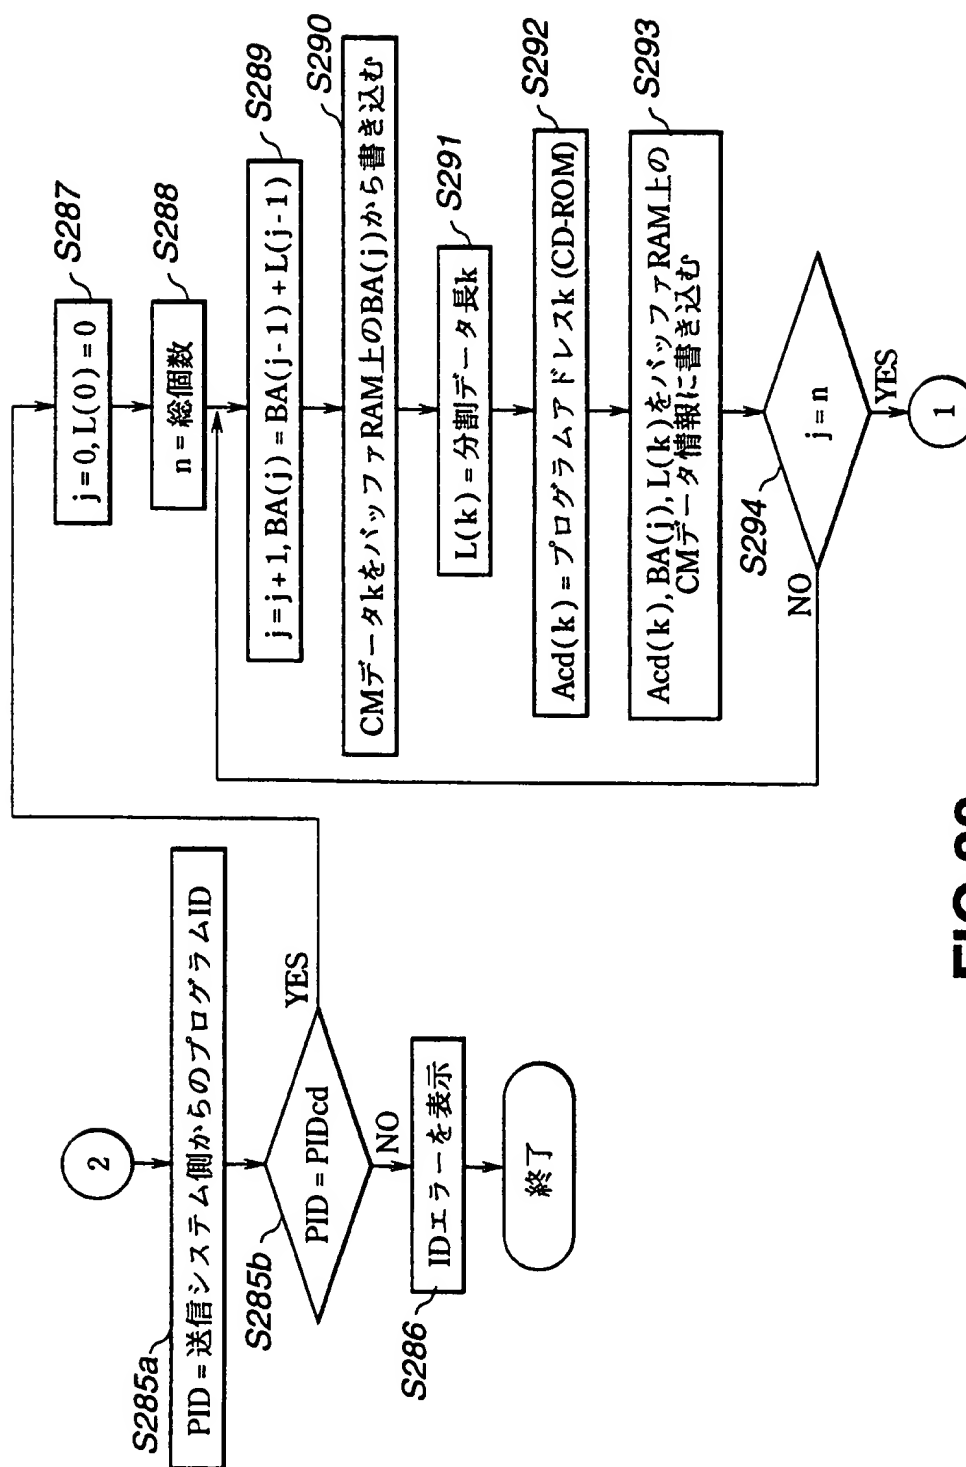 2
S285a
PID=送信システム側からのプログラムID
S285b
PID=PIDcd
YES
NO
S286
IDエラーを表示
終了
S287
j=0, L(0)=0
S288
n=総個数
S289
j=j+1, BA(j)=BA(j-1)+L(j-1)
S290
CMデータkをバッファRAM上のBA(j)から書き込む
S291
L(k)=分割データ長k
S292
Acd(k)=プログラムアドレスk(CD-ROM)
S293
Acd(k), BA(j), L(k)をバッファRAM上の
CMデータ情報に書き込む
S294
j=n
NO
YES
1